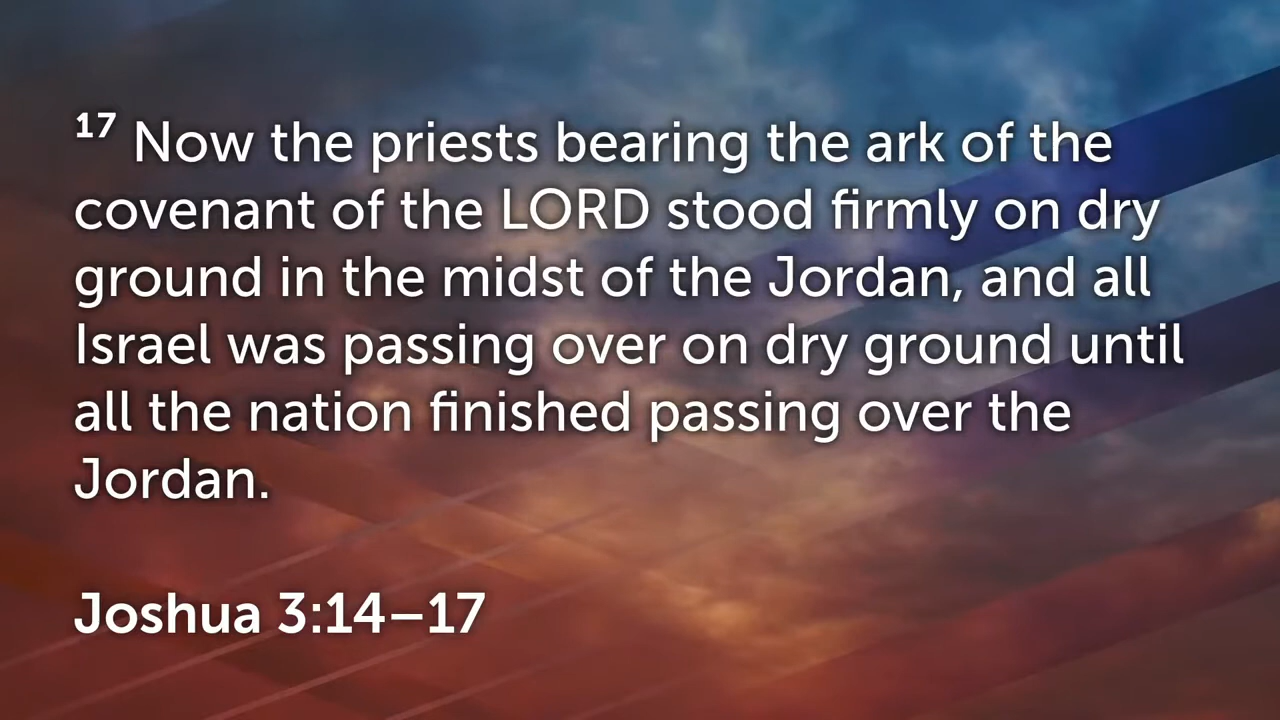 17 Now the priests bearing the ark of the
covenant of the LORD stood firmly on dry
ground in the midst of the Jordan, and all
Israel was passing over on dry ground until
all the nation finished passing over the
Jordan.
Joshua 3:14–17